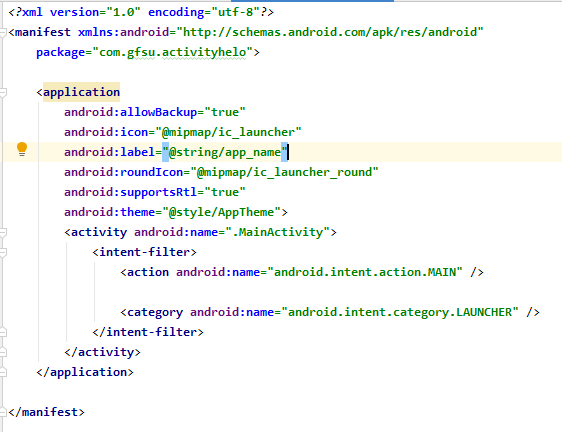 <?xml version="1.0" encoding="utf-8"?>
<manifest xmlns:android="http://schemas.android.com/apk/res/android"
    package="com.gfsu.activityhelo">

    <application
        android:allowBackup="true"
        android:icon="@mipmap/ic_launcher"
        android:label="@string/app_name"
        android:roundIcon="@mipmap/ic_launcher_round"
        android:supportsRtl="true"
        android:theme="@style/AppTheme">
        <activity android:name=".MainActivity">
            <intent-filter>
                <action android:name="android.intent.action.MAIN" />

                <category android:name="android.intent.category.LAUNCHER" />
            </intent-filter>
        </activity>
    </application>

</manifest>